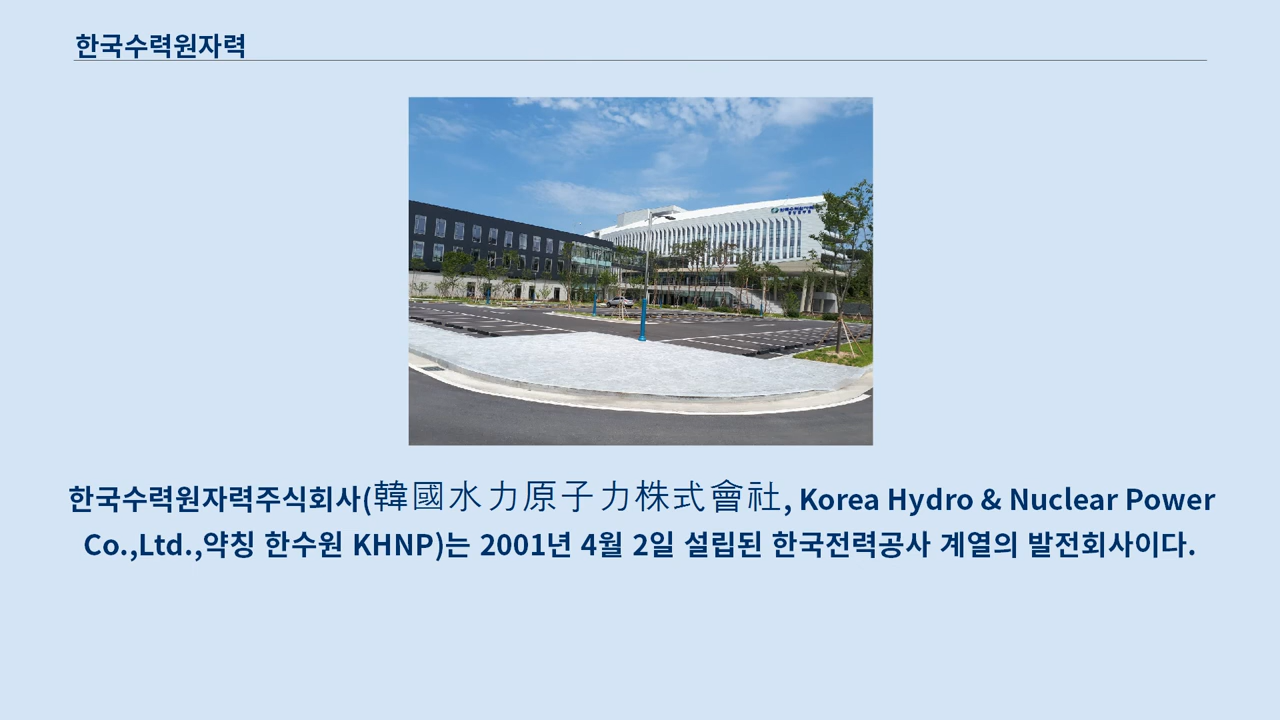 한국수력원자력
한국수력원자력주식회사(韓國水力原子力株式會社, Korea Hydro & Nuclear Power
Co.,Ltd.,약칭 한수원 KHNP)는 2001년 4월 2일 설립된 한국전력공사 계열의 발전회사이다.